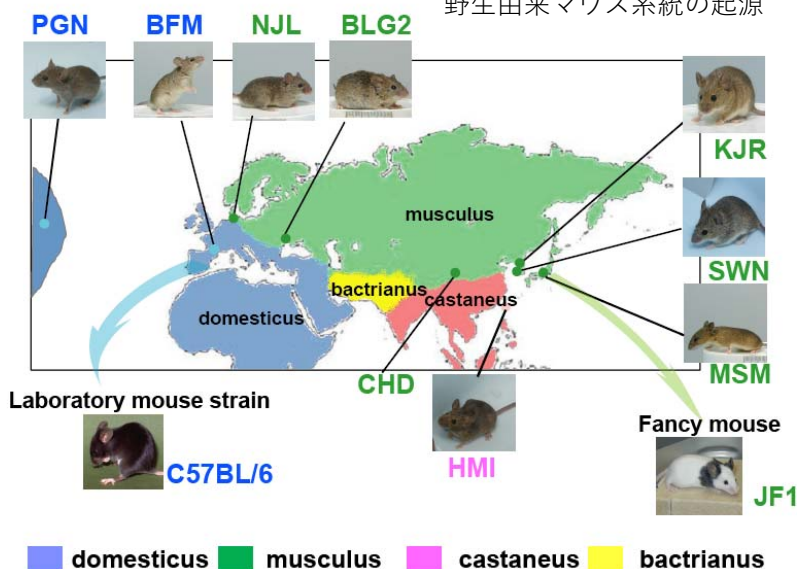 野生由来マウス系統の起源
PGN BFM NJL BLG2
KJR
musculus
SWN
bactrianus
castaneus
domesticus
MSM
CHD
Laboratory mouse strain
Fancy mouse
C57BL/6
HMI
JF1
domesticus musculus castaneus bactrianus